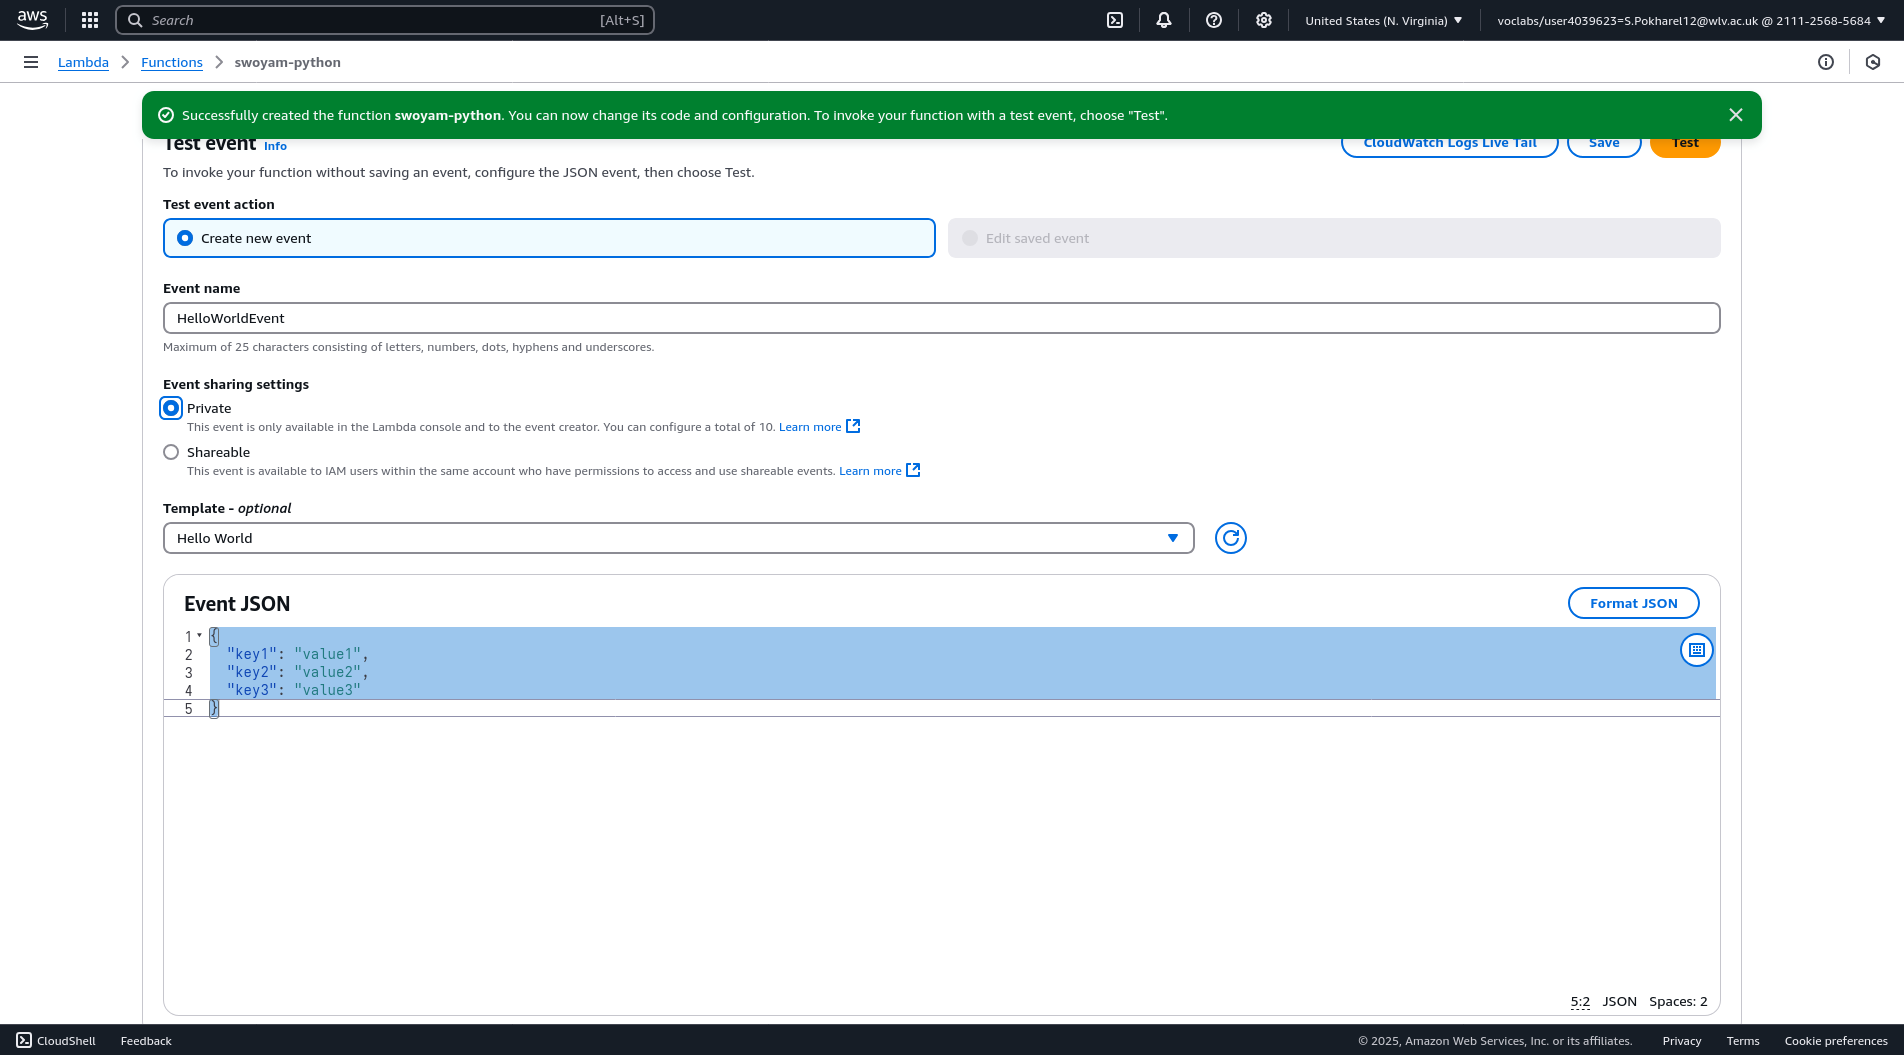 aws
Search
[Alt+S]
United States (N. Virginia)
voclabs/user4039623=S.Pokharel12@wlv.ac.uk @ 2111-2568-5684
Lambda
Functions
swoyam-python
Successfully created the function swoyam-python. You can now change its code and configuration. To invoke your function with a test event, choose "Test".
Test event Info
CloudWatch Logs Live Tail
Save
Test
To invoke your function without saving an event, configure the JSON event, then choose Test.
Test event action
Create new event
Edit saved event
Event name
HelloWorldEvent
Maximum of 25 characters consisting of letters, numbers, dots, hyphens and underscores.
Event sharing settings
Private
This event is only available in the Lambda console and to the event creator. You can configure a total of 10. Learn more
Shareable
This event is available to IAM users within the same account who have permissions to access and use shareable events. Learn more
Template - optional
Hello World
Event JSON
Format JSON
1 {
2 "key1": "value1",
3 "key2": "value2",
4 "key3": "value3"
5 }
5:2 JSON Spaces: 2
CloudShell
Feedback
© 2025, Amazon Web Services, Inc. or its affiliates.
Privacy
Terms
Cookie preferences